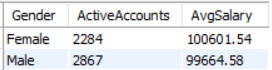 Gender ActiveAccounts AvgSalary
Female 2284 100601.54
Male 2867 99664.58